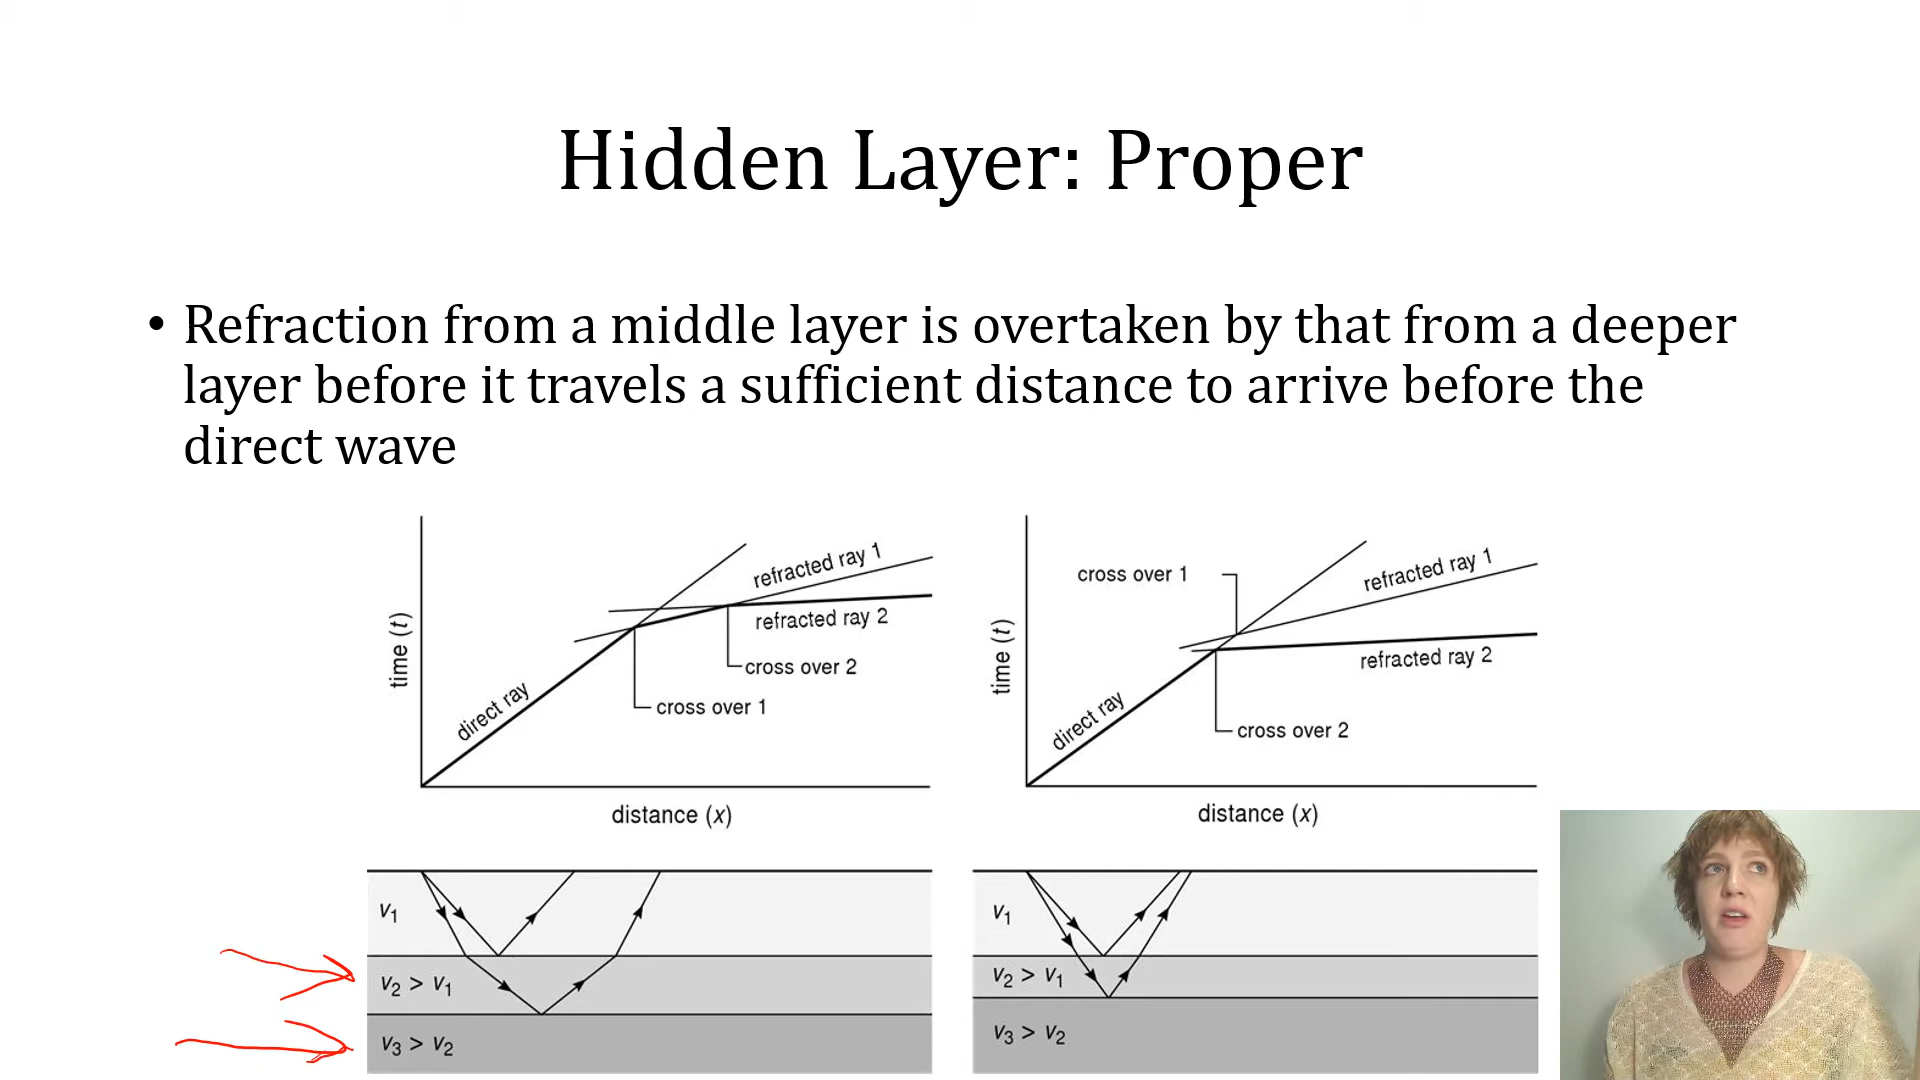 Hidden Layer: Proper
• Refraction from a middle layer is overtaken by that from a deeper
layer before it travels a sufficient distance to arrive before the
direct wave
time (t)
direct ray
refracted ray 1
refracted ray 2
cross over 2
cross over 1
distance (x)
v1
v2 > v1
v3 > v2
time (t)
cross over 1
direct ray
refracted ray 1
refracted ray 2
cross over 2
distance (x)
v1
v2 > v1
v3 > v2